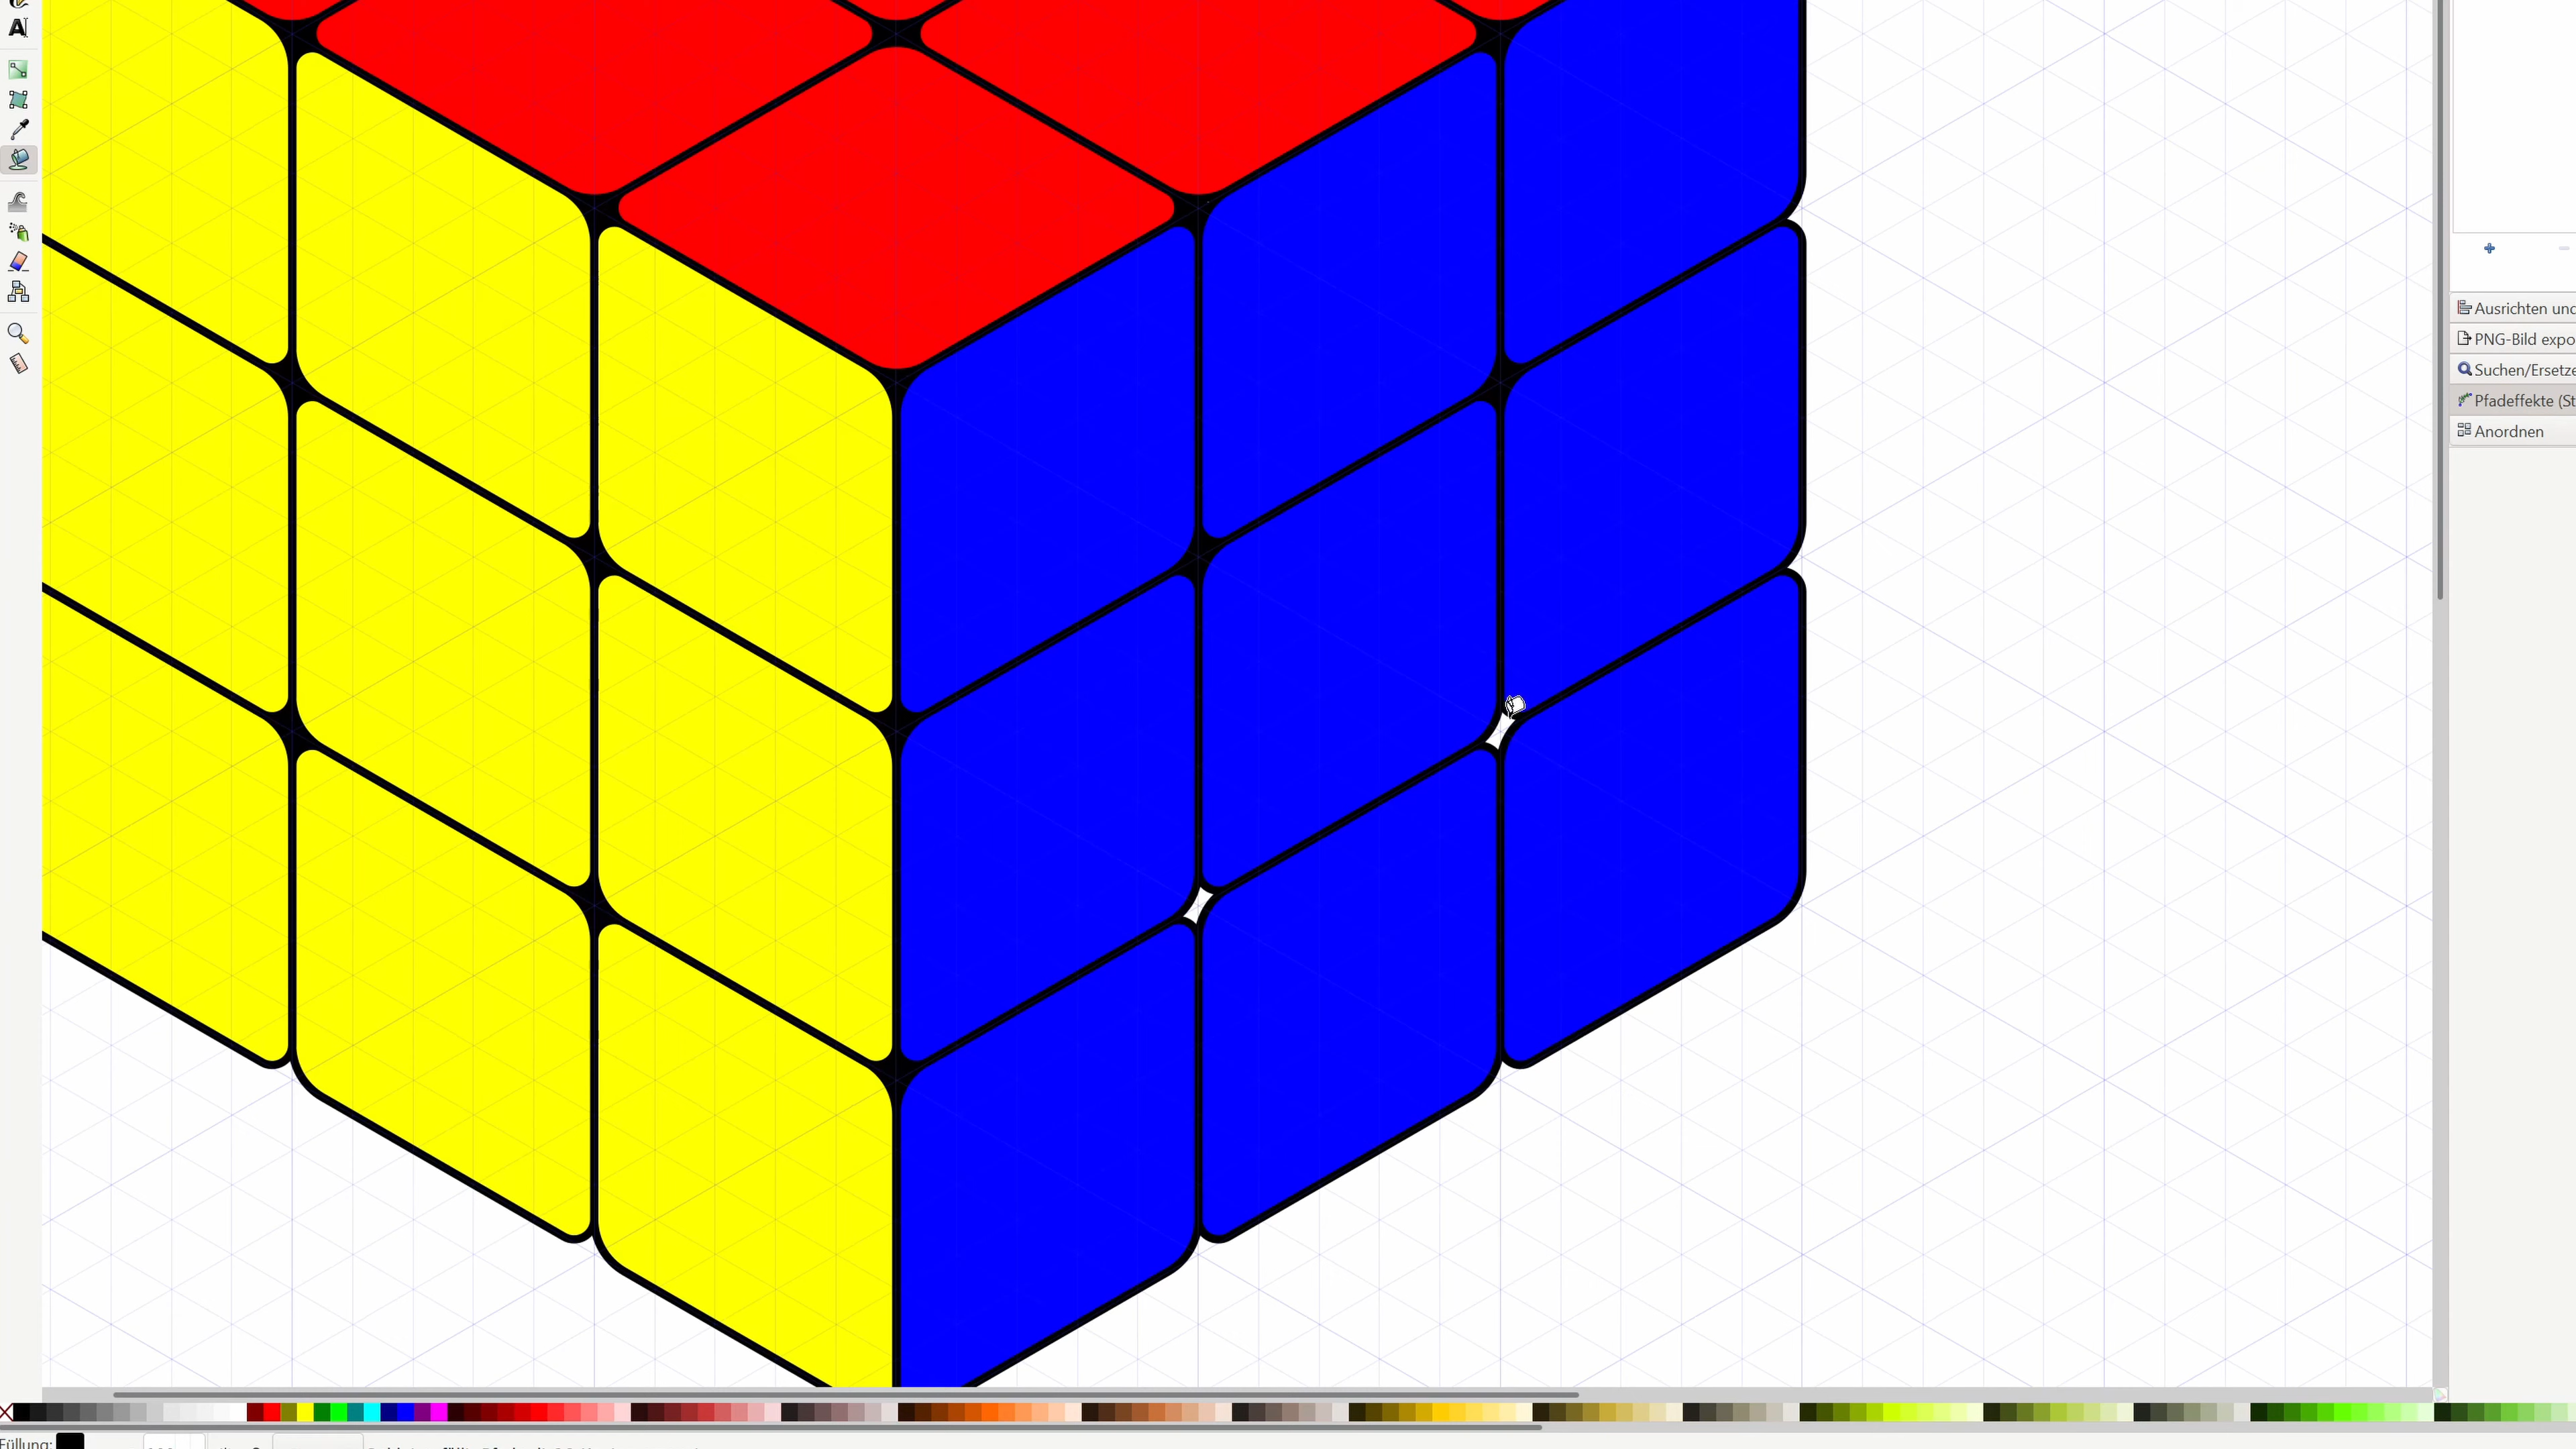 Ausrichten und
PNG-Bild expo
Suchen/Ersetze
Pfadeffekte (St
Anordnen
Füllung: